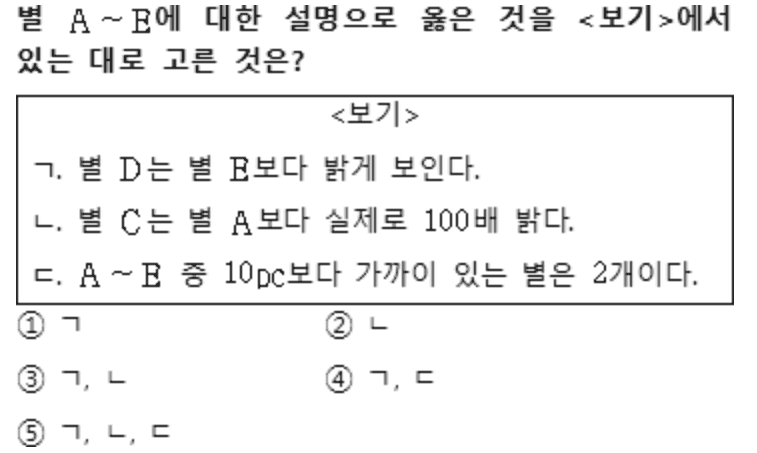 별 A ~ E에 대한 설명으로 옳은 것을 <보기>에서
있는 대로 고른 것은?
<보기>
ㄱ. 별 D는 별 E보다 밝게 보인다.
ㄴ. 별 C는 별 A보다 실제로 100배 밝다.
ㄷ. A ~ E 중 10pc보다 가까이 있는 별은 2개이다.
① ㄱ ② ㄴ
③ ㄱ, ㄴ ④ ㄱ, ㄷ
⑤ ㄱ, ㄴ, ㄷ